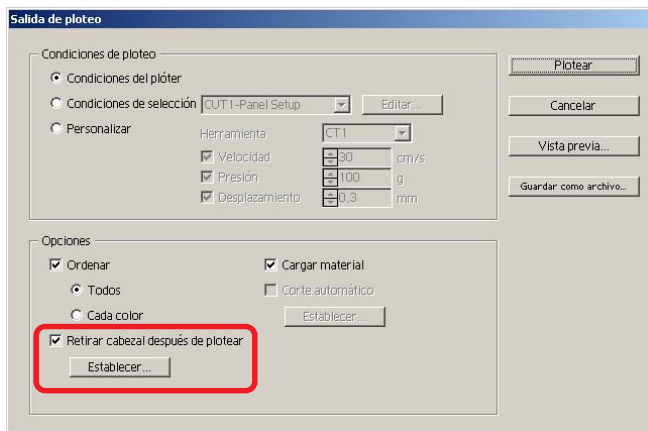 Salida de ploteo
Condiciones de ploteo
Condiciones del plóter
Condiciones de selección CUT1-Panel Setup Editar...
Personalizar Herramienta CT1
Velocidad 30 cm/s
Presión 100 g
Desplazamiento 0,3 mm
Plotear
Cancelar
Vista previa...
Guardar como archivo...
Opciones
Ordenar
Todos
Cada color
Cargar material
Corte automático
Establecer...
Retirar cabezal después de plotear
Establecer...